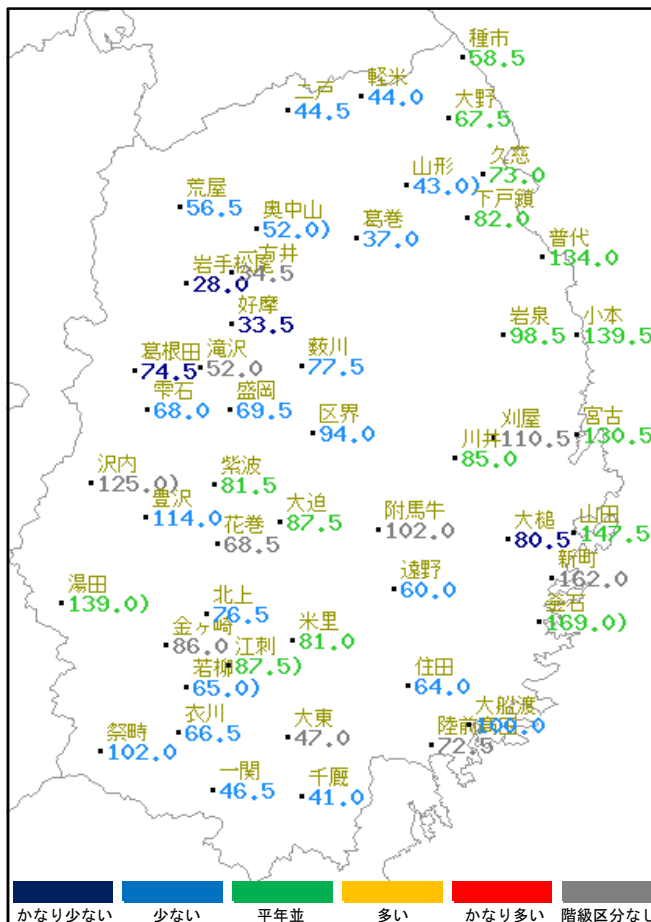 種市
58.5
二戸
44.5
軽米
44.0
大野
67.5
久慈
73.0
山形
43.0)
下戸鎖
82.0
荒屋
56.5
奥中山
52.0)
葛巻
37.0
普代
134.0
一方井
34.5
岩手松尾
28.0
好摩
33.5
岩泉
98.5
小本
139.5
葛根田
74.5
滝沢
52.0
薮川
77.5
雫石
68.0
盛岡
69.5
区界
94.0
刈屋
110.5
宮古
130.5
川井
85.0
沢内
125.0)
紫波
81.5
豊沢
114.0
大迫
87.5
花巻
68.5
附馬牛
102.0
大槌
80.5
山田
147.5
新町
162.0
遠野
60.0
湯田
139.0)
釜石
169.0)
北上
76.5
金ヶ崎
86.0
米里
81.0
江刺
87.5)
若柳
65.0)
住田
64.0
大船渡
100.0
衣川
66.5
祭畤
102.0
大東
47.0
陸前高田
72.5
一関
46.5
千厩
41.0
かなり少ない 少ない 平年並 多い かなり多い 階級区分なし